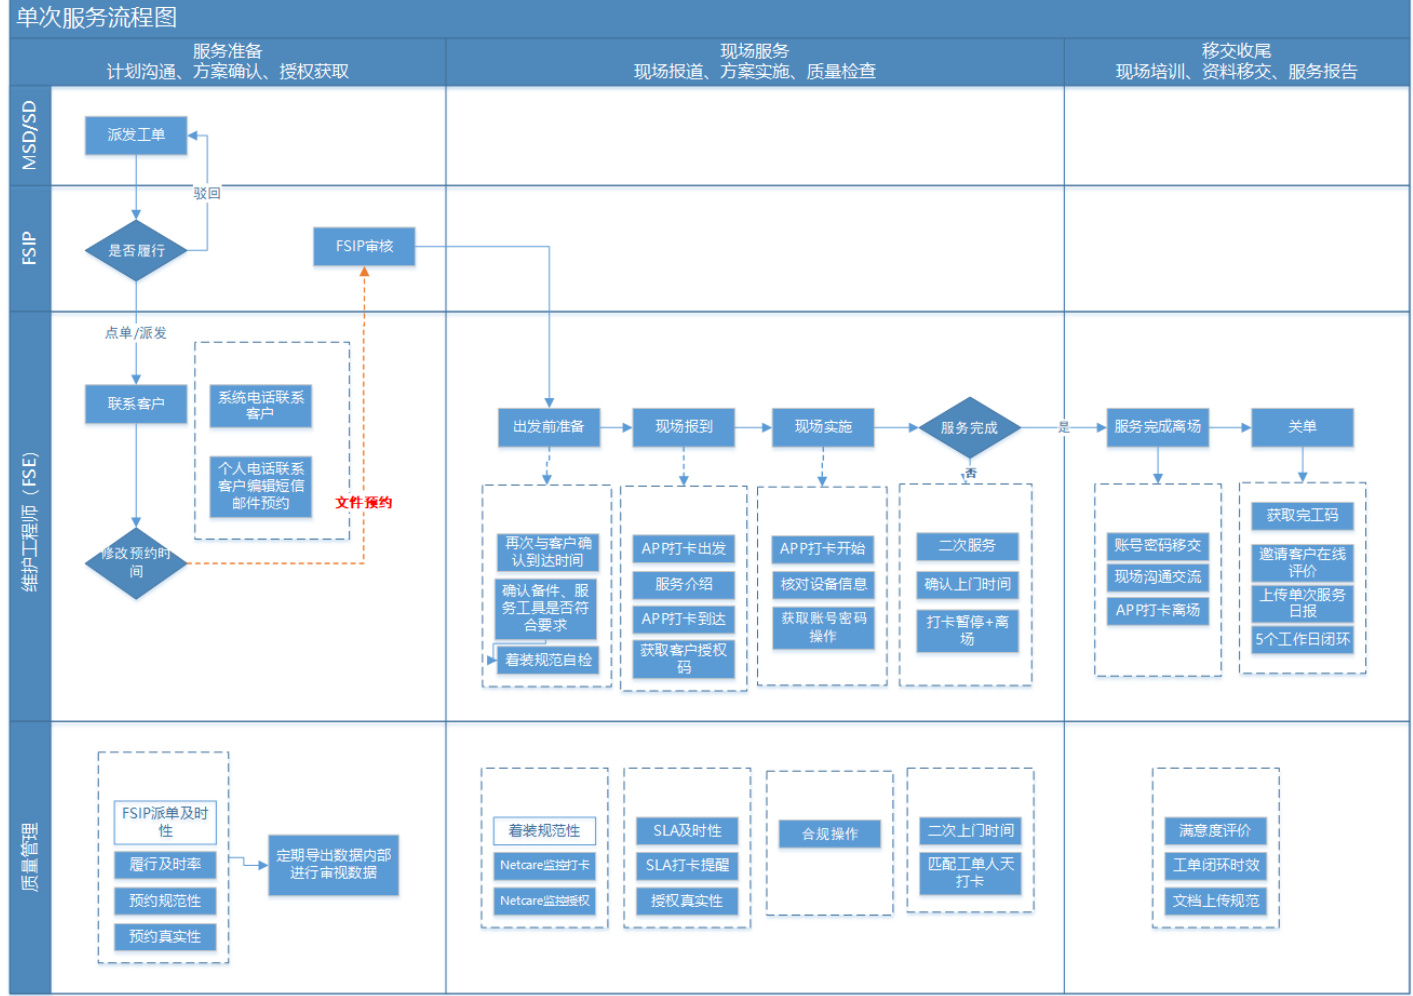 单次服务流程图
服务准备
计划沟通、方案确认、授权获取
现场服务
现场报道、方案实施、质量检查
移交收尾
现场培训、资料移交、服务报告
MSD/SD
派发工单
驳回
FSIP
是否履行
FSIP审核
点单/派发
维护工程师（FSE）
联系客户
系统电话联系
客户
个人电话联系
客户编辑短信
邮件预约
文件预约
修改预约时
间
出发前准备
现场报到
现场实施
服务完成
是
否
服务完成离场
关单
再次与客户确
认到达时间
确认备件、服
务工具是否符
合要求
着装规范自检
APP打卡出发
服务介绍
APP打卡到达
获取客户授权
码
APP打卡开始
核对设备信息
获取账号密码
操作
二次服务
确认上门时间
打卡暂停+离
场
账号密码移交
现场沟通交流
APP打卡离场
获取完工码
邀请客户在线
评价
上传单次服务
日报
5个工作日闭环
质量管理
FSIP派单及时
性
履行及时率
预约规范性
预约真实性
定期导出数据内部
进行审视数据
着装规范性
Netcare监控打卡
Netcare监控授权
SLA及时性
SLA打卡提醒
授权真实性
合规操作
二次上门时间
匹配工单人天
打卡
满意度评价
工单闭环时效
文档上传规范